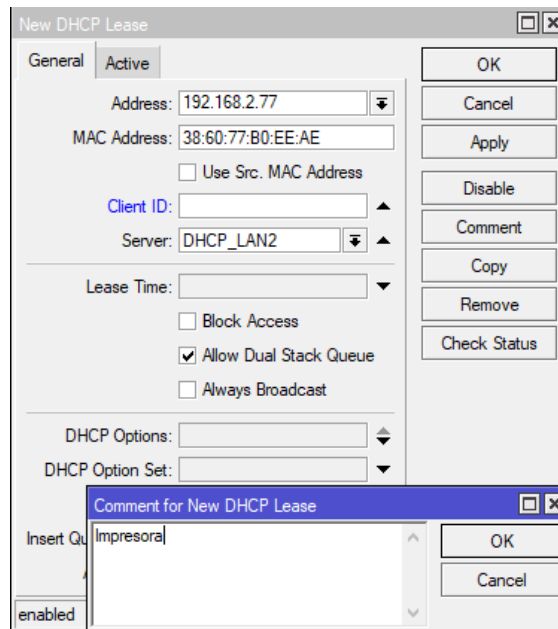 New DHCP Lease
General Active
Address: 192.168.2.77
MAC Address: 38:60:77:B0:EE:AE
Use Src. MAC Address
Client ID:
Server: DHCP_LAN2
Lease Time:
Block Access
Allow Dual Stack Queue
Always Broadcast
DHCP Options:
DHCP Option Set:
Insert Qu
enabled
OK
Cancel
Apply
Disable
Comment
Copy
Remove
Check Status
Comment for New DHCP Lease
Impresora
OK
Cancel